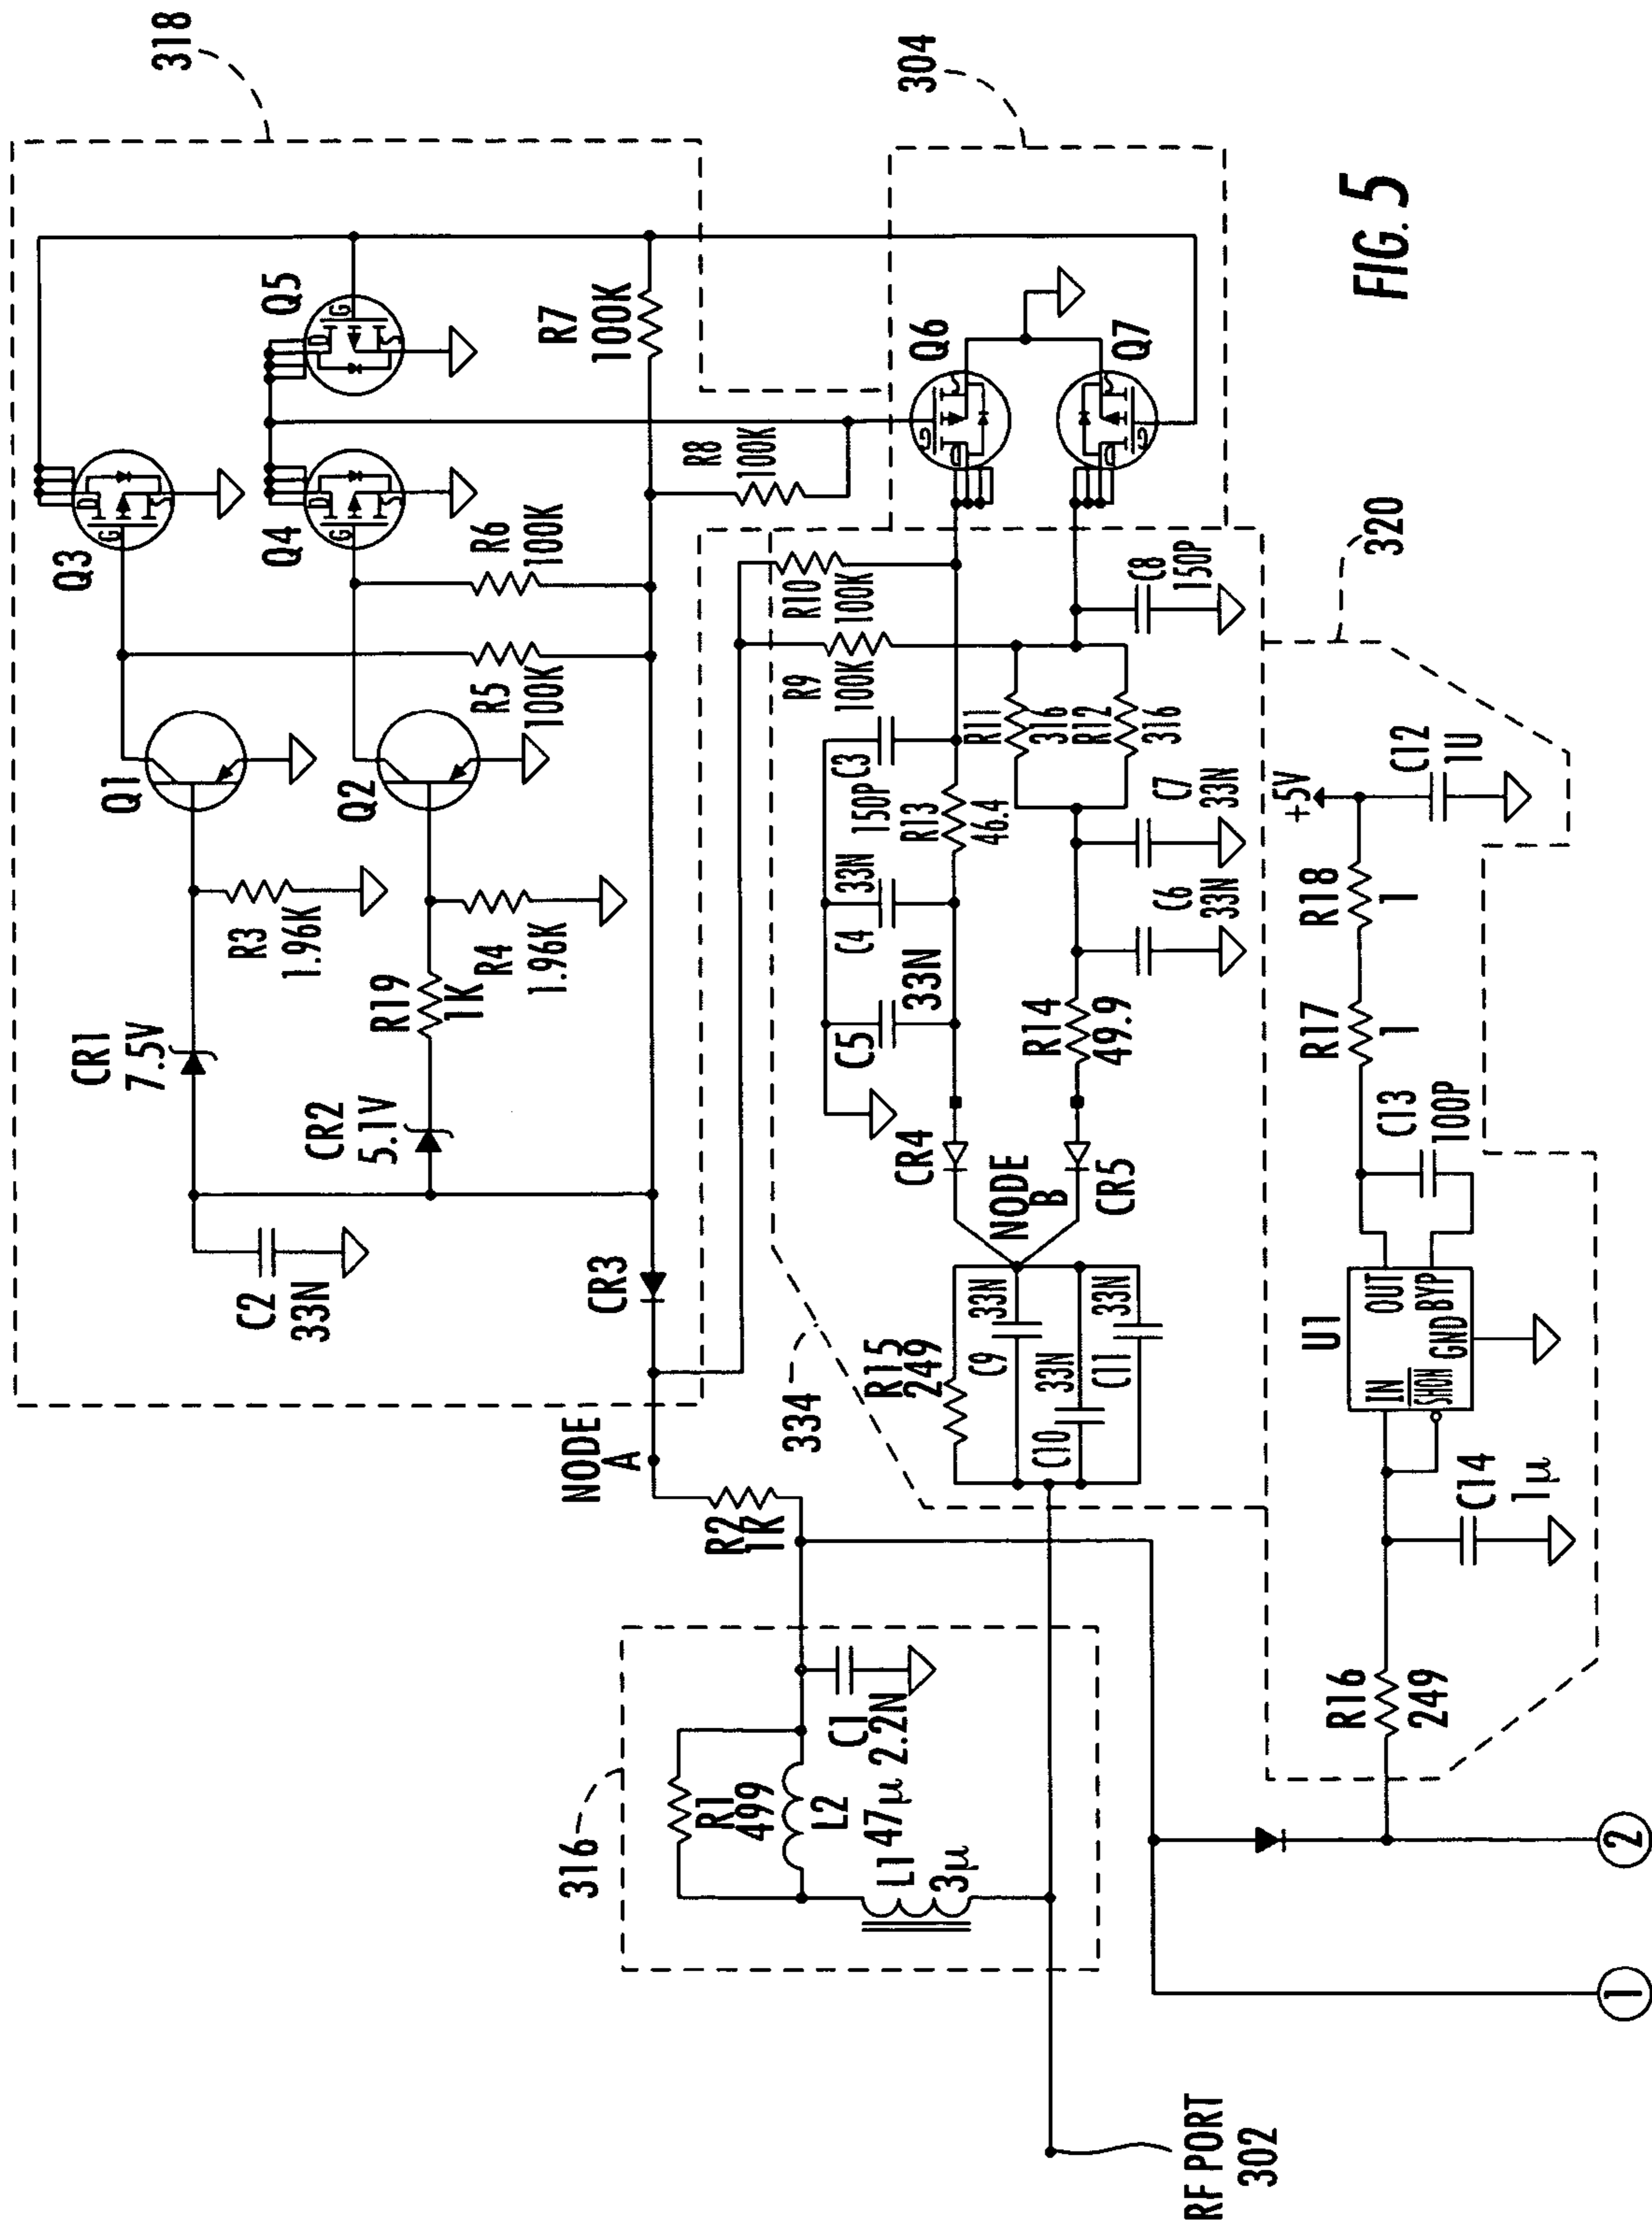 318
304
Q3
Q5
Q4
G
D
S
G
D
S
G
D
S
Q1
Q2
R6
100K
R7
100K
R8
100K
R5
100K
CR1
7.5V
R3
1.96K
R19
1K
R4
1.96K
CR2
5.1V
C2
33N
CR3
NODE
A
R2
1K
Q6
Q7
G
D
S
G
D
S
FIG. 5
320
R10
100K
R9
100K
C8
150P
C3
150P
R11
316
R12
316
R13
46.4
C4
33N
C5
33N
C7
33N
C6
33N
R14
49.9
CR4
CR5
NODE
B
334
R15
249
C9
33N
C10
33N
C11
33N
+5V
C12
1U
R18
1
R17
1
C13
100P
U1
OUT
BYP
GND
IN
SHON
C14
1μ
R16
249
316
R1
499
L2
47μ
L1
3μ
C1
2.2N
RF PORT
302
1
2